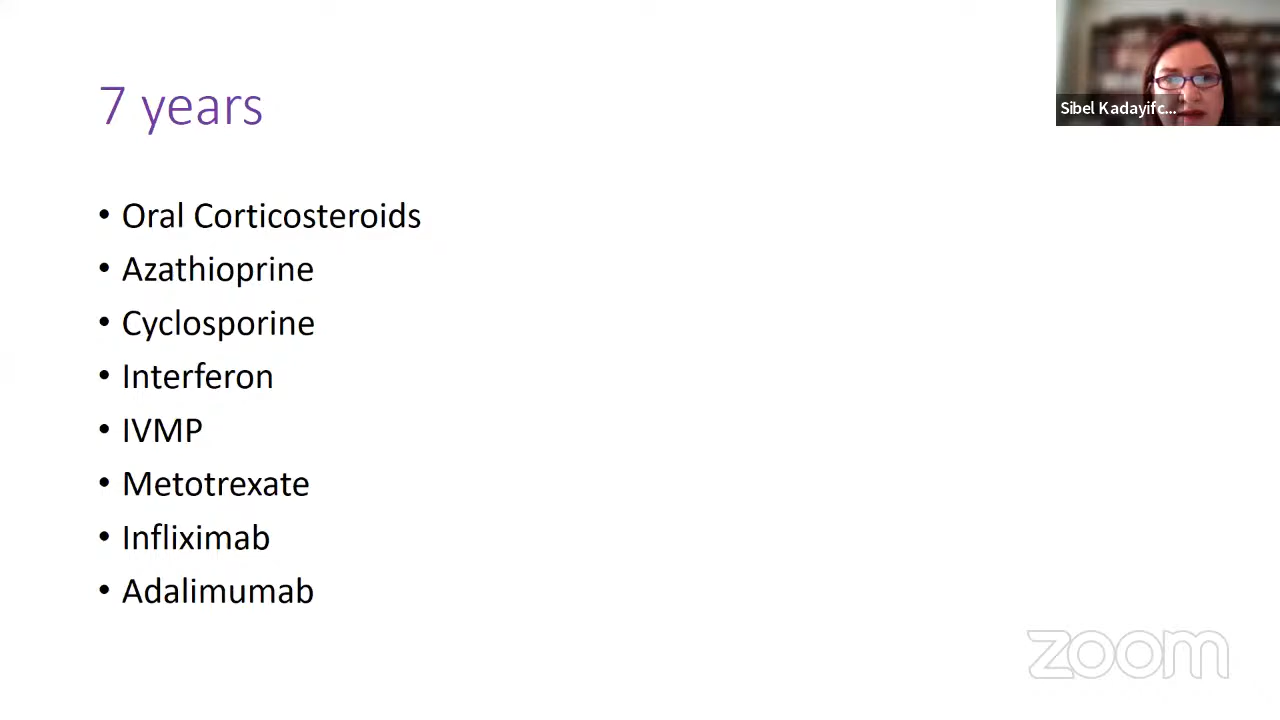 7 years
Sibel Kadayifc...
• Oral Corticosteroids
• Azathioprine
• Cyclosporine
• Interferon
• IVMP
• Metotrexate
• Infliximab
• Adalimumab
zoom